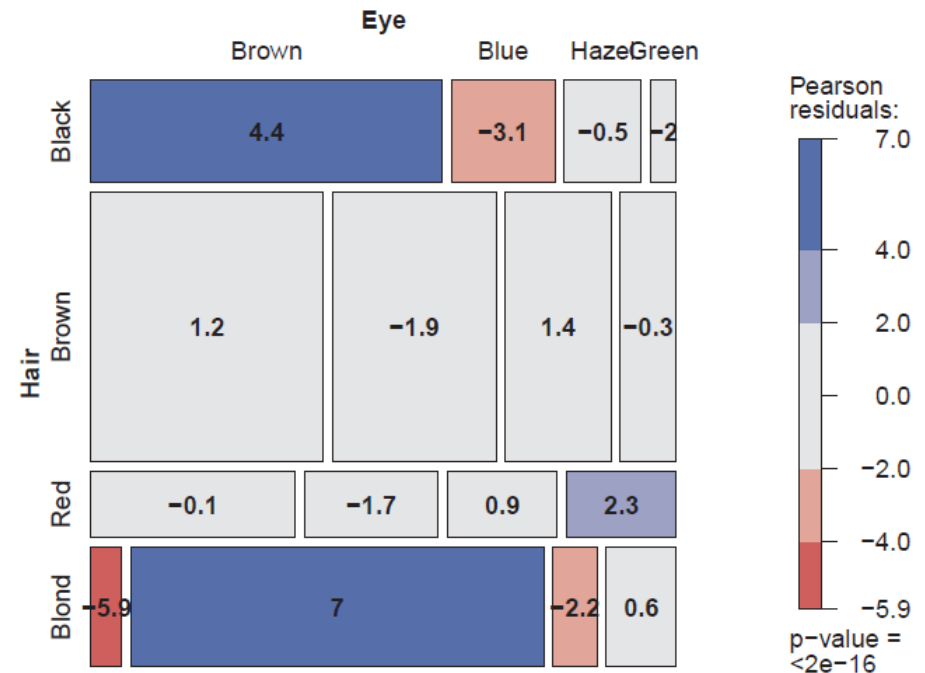 Eye
Brown Blue Hazel Green
Hair
Black
4.4 −3.1 −0.5 −2
Brown
1.2 −1.9 1.4 −0.3
Red
−0.1 −1.7 0.9 2.3
Blond
−5.9 7 −2.2 0.6
Pearson
residuals:
7.0
4.0
2.0
0.0
−2.0
−4.0
−5.9
p−value =
<2e−16